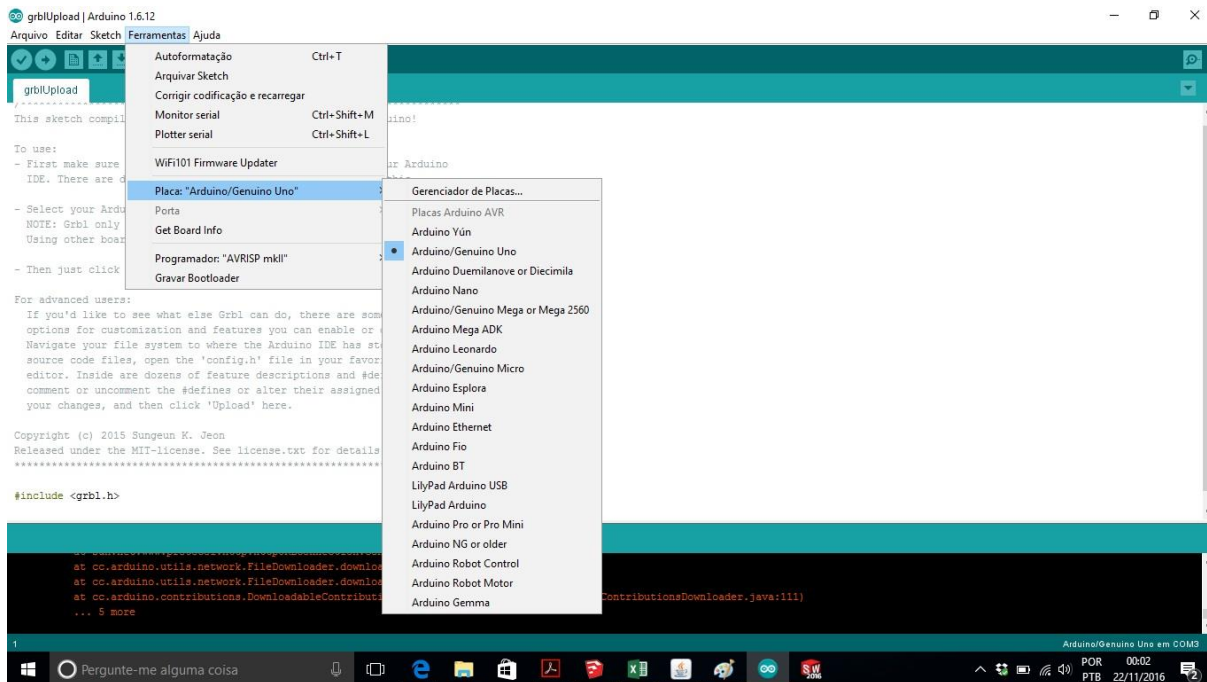 grblUpload | Arduino 1.6.12
Arquivo Editar Sketch Ferramentas Ajuda
grblUpload
Autoformatação Ctrl+T
Arquivar Sketch
Corrigir codificação e recarregar
Monitor serial Ctrl+Shift+M
Plotter serial Ctrl+Shift+L
WiFi101 Firmware Updater
Placa: "Arduino/Genuino Uno"
Porta
Get Board Info
Programador: "AVRISP mkII"
Gravar Bootloader
Gerenciador de Placas...
Placas Arduino AVR
Arduino Yún
Arduino/Genuino Uno
Arduino Duemilanove or Diecimila
Arduino Nano
Arduino/Genuino Mega or Mega 2560
Arduino Mega ADK
Arduino Leonardo
Arduino/Genuino Micro
Arduino Esplora
Arduino Mini
Arduino Ethernet
Arduino Fio
Arduino BT
LilyPad Arduino USB
LilyPad Arduino
Arduino Pro or Pro Mini
Arduino NG or older
Arduino Robot Control
Arduino Robot Motor
Arduino Gemma
This sketch compil uino!
To use:
- First make sure ur Arduino
IDE. There are d
- Select your Ardu
NOTE: Grbl only
Using other boar
- Then just click
For advanced users:
If you'd like to see what else Grbl can do, there are som
options for customization and features you can enable or
Navigate your file system to where the Arduino IDE has st
source code files, open the 'config.h' file in your favor
editor. Inside are dozens of feature descriptions and #de
comment or uncomment the #defines or alter their assigned
your changes, and then click 'Upload' here.
Copyright (c) 2015 Sungeun K. Jeon
Released under the MIT-license. See license.txt for details
#include <grbl.h>
at cc.arduino.utils.network.FileDownloader.downloa
at cc.arduino.utils.network.FileDownloader.downloa
at cc.arduino.contributions.DownloadableContributi ContributionsDownloader.java:111)
... 5 more
1 Arduino/Genuino Uno em COM3
Pergunte-me alguma coisa
SW
2016
POR
PTB
00:02
22/11/2016
2